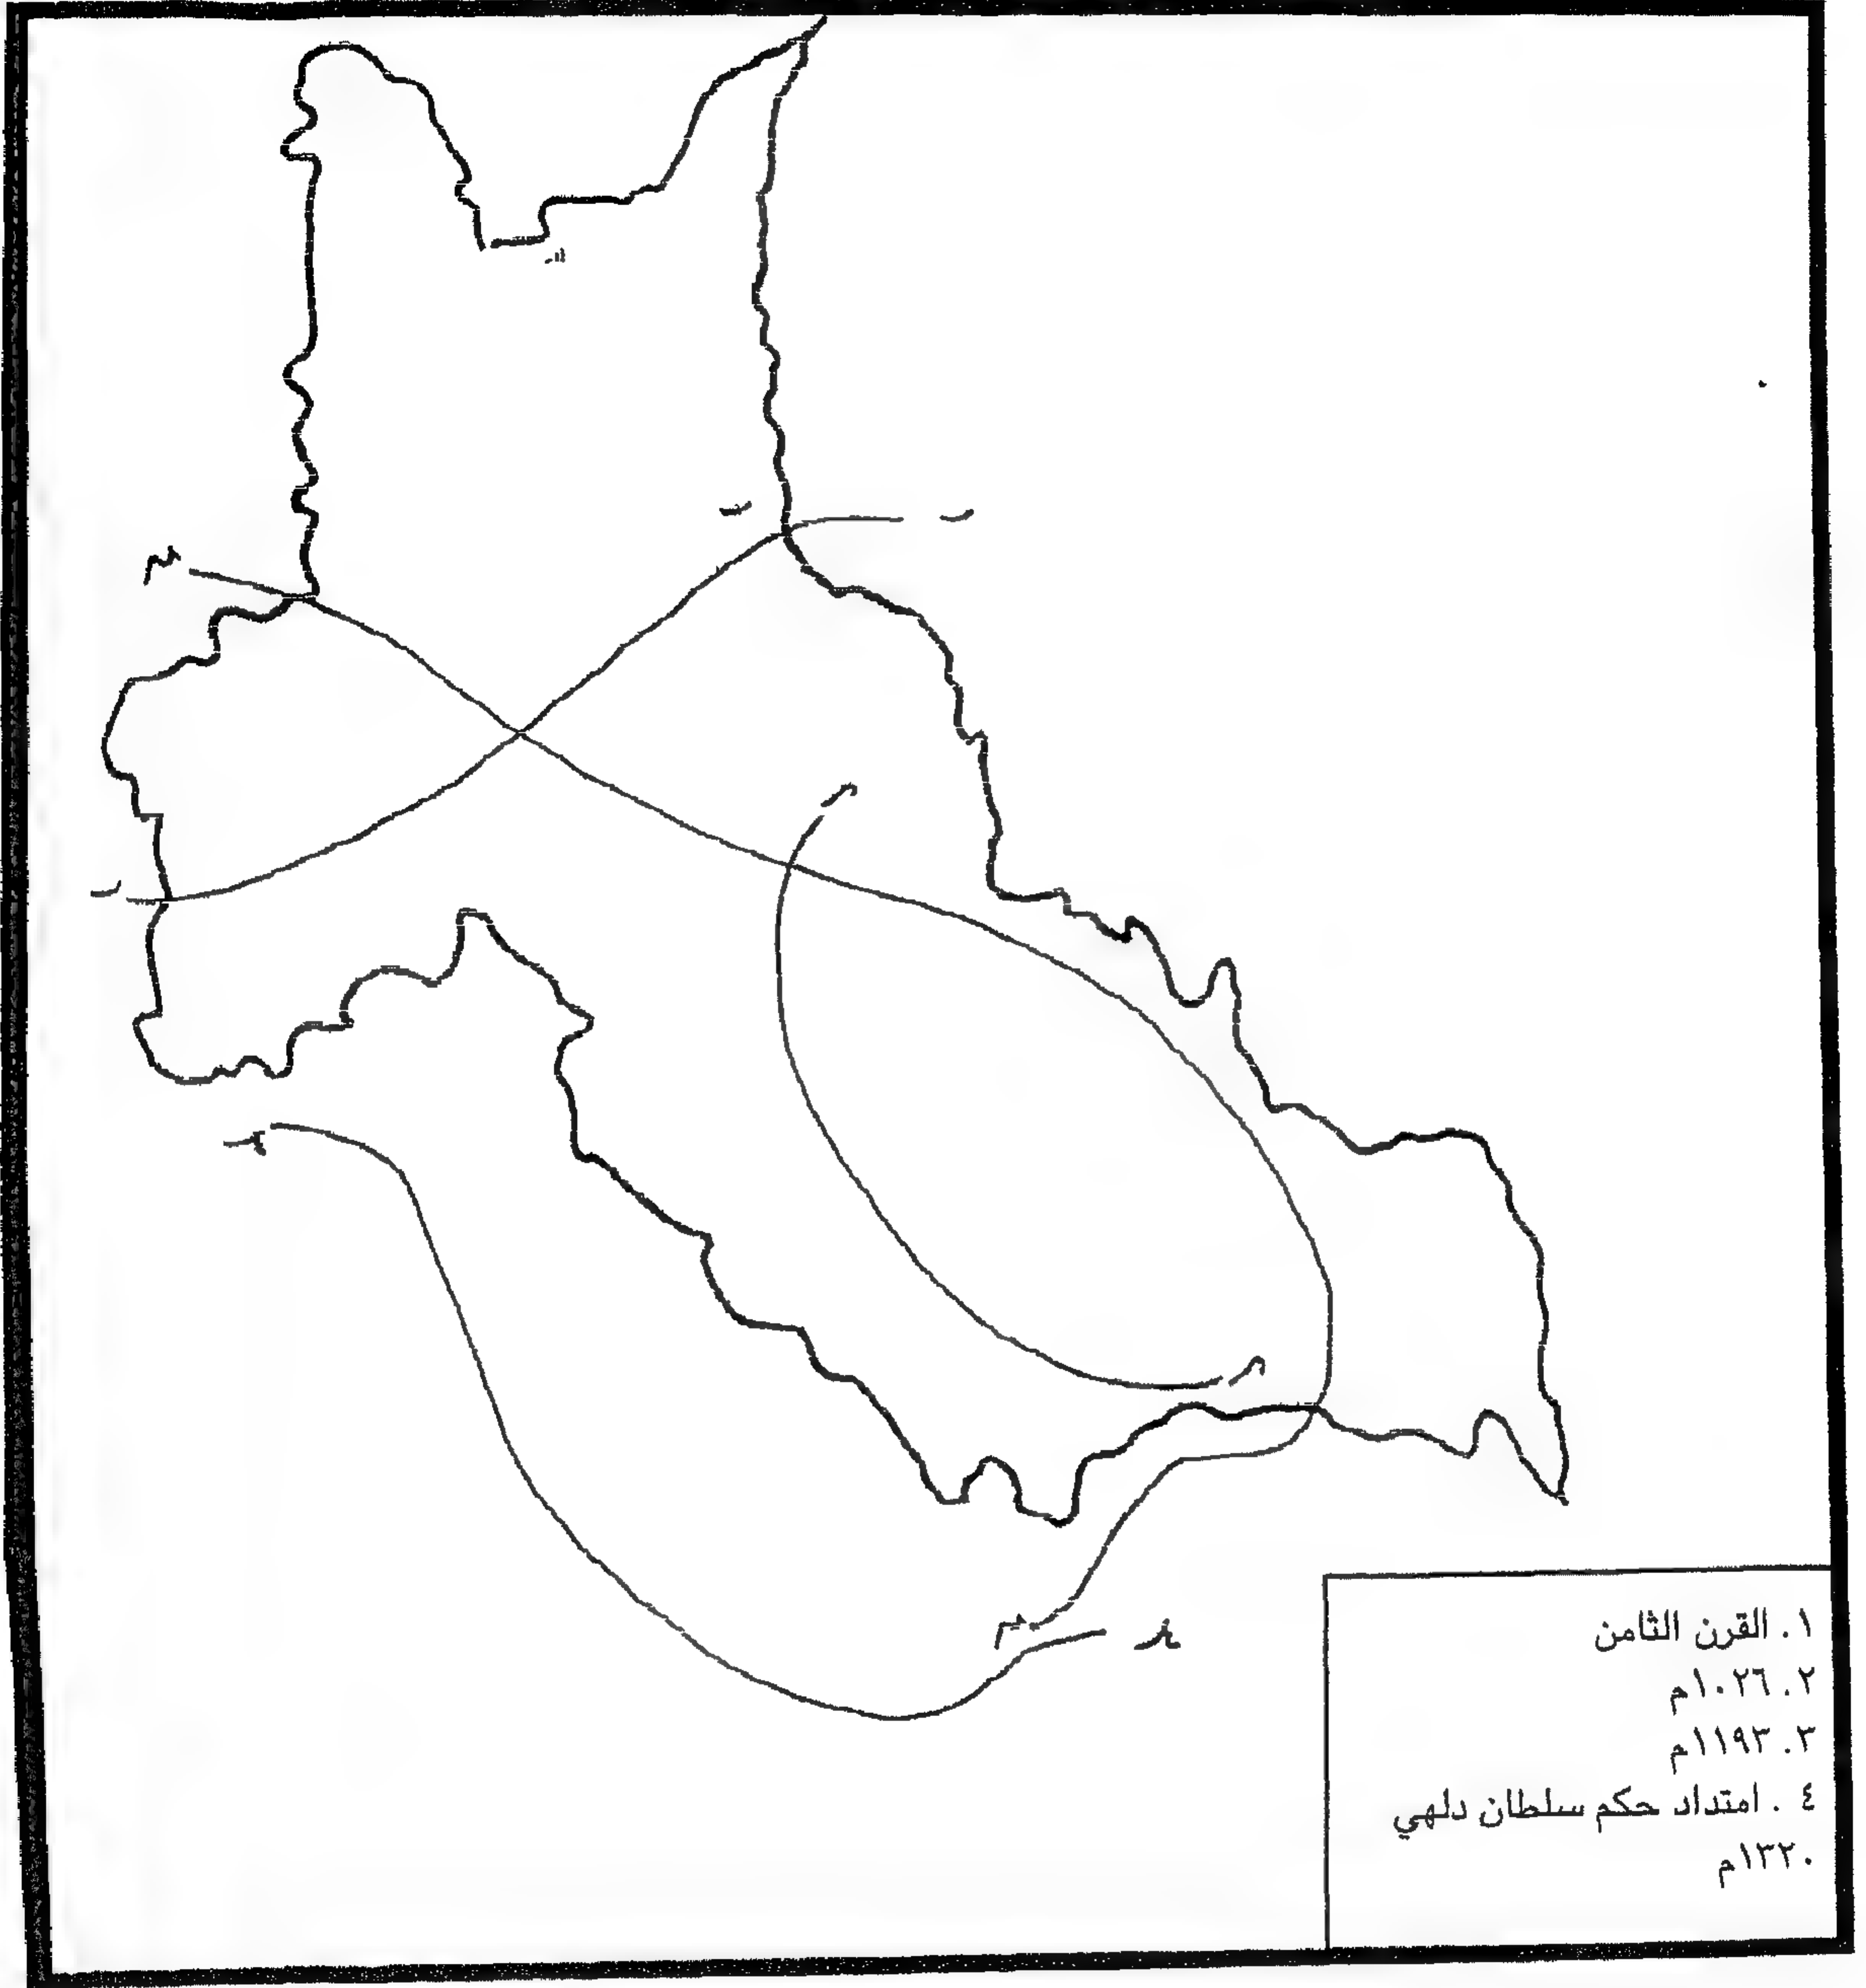 ١. القرن الثامن
٢. ١٠٢٦م
٣. ١١٩٣م
٤. امتداد حكم سلطان دلهي
١٣٢٠م